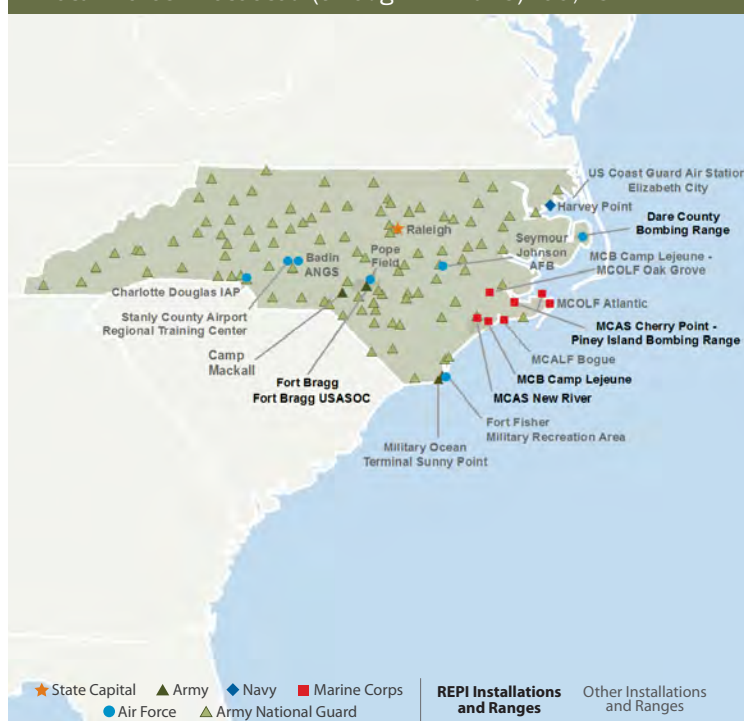 US Coast Guard Air Station
Elizabeth City
Harvey Point
Dare County
Bombing Range
Raleigh
Seymour
Johnson
AFB
MCB Camp Lejeune -
MCOLF Oak Grove
Pope
Field
Badin
ANGS
Charlotte Douglas IAP
MCOLF Atlantic
Stanly County Airport
Regional Training Center
MCAS Cherry Point -
Piney Island Bombing Range
Camp
Mackall
MCALF Bogue
Fort Bragg
Fort Bragg USASOC
MCB Camp Lejeune
MCAS New River
Fort Fisher
Military Recreation Area
Military Ocean
Terminal Sunny Point
State Capital Army Navy Marine Corps
Air Force Army National Guard
REPI Installations
and Ranges
Other Installations
and Ranges